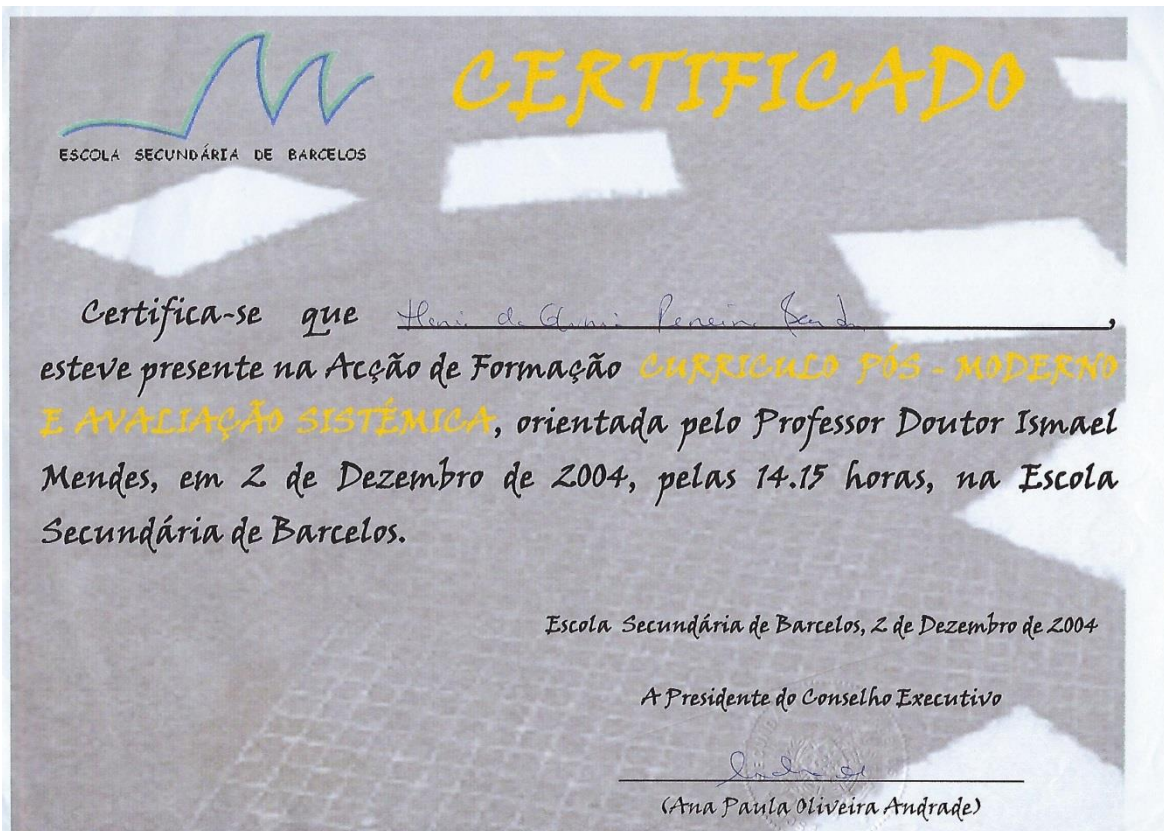 CERTIFICADO
ESCOLA SECUNDÁRIA DE BARCELOS
Certifica-se que Pereira ,
esteve presente na Acção de Formação CURRICULO PÓS - MODERNO
E AVALIAÇÃO SISTÉMICA, orientada pelo Professor Doutor Ismael
Mendes, em 2 de Dezembro de 2004, pelas 14.15 horas, na Escola
Secundária de Barcelos.
Escola Secundária de Barcelos, 2 de Dezembro de 2004
A Presidente do Conselho Executivo
(Ana Paula Oliveira Andrade)